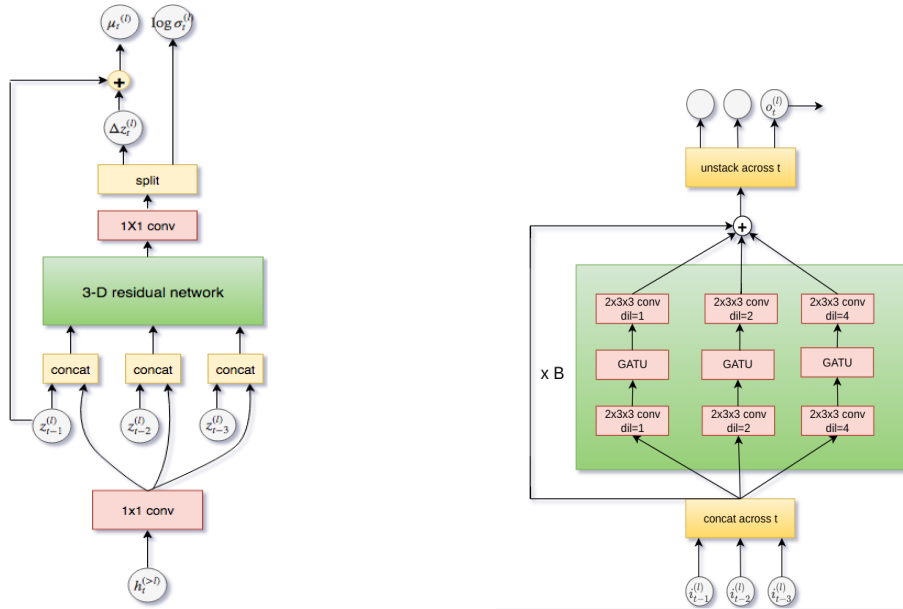 μ_t^{(l)}
log σ_t^{(l)}
+
Δz_t^{(l)}
split
1X1 conv
3-D residual network
concat concat concat
z_{t−1}^{(l)} z_{t−2}^{(l)} z_{t−3}^{(l)}
1x1 conv
h_t^{(>l)}
o_t^{(l)}
unstack across t
+
2x3x3 conv
dil=1
2x3x3 conv
dil=2
2x3x3 conv
dil=4
x B
GATU GATU GATU
2x3x3 conv
dil=1
2x3x3 conv
dil=2
2x3x3 conv
dil=4
concat across t
i_{t−1}^{(l)} i_{t−2}^{(l)} i_{t−3}^{(l)}